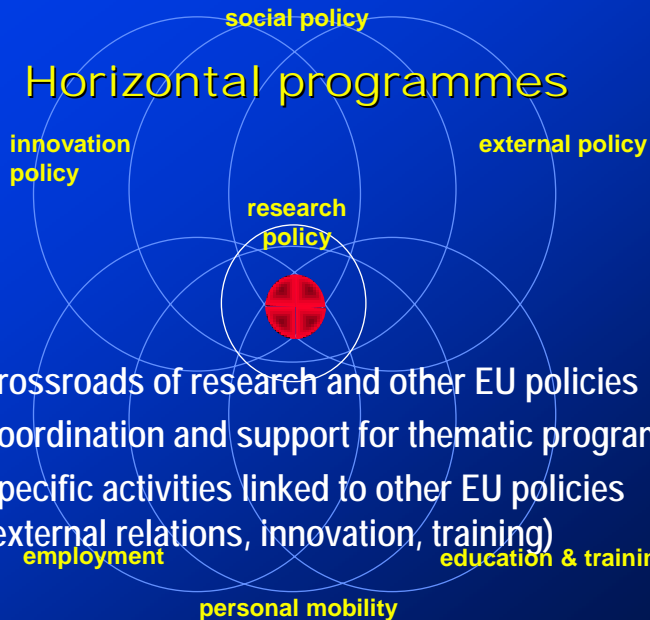 social policy
Horizontal programmes
innovation
policy
external policy
research
policy
rossroads of research and other EU policies
oordination and support for thematic program
pecific activities linked to other EU policies
external relations, innovation, training)
employment
education & trainin
personal mobility